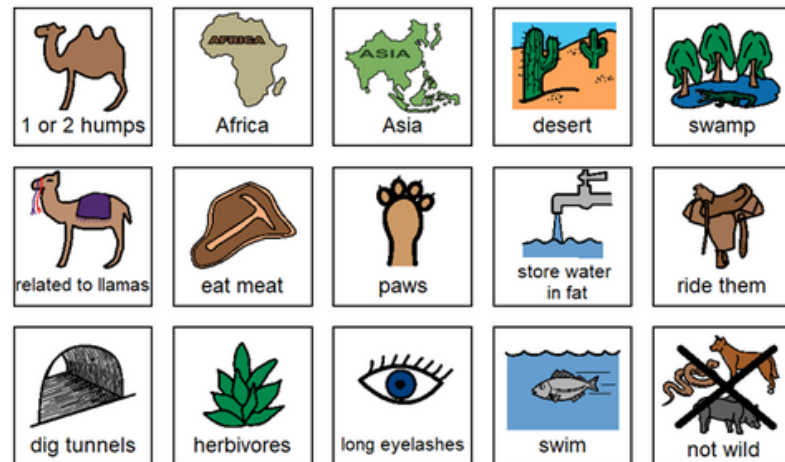 AFRICA
ASIA
1 or 2 humps
Africa
Asia
desert
swamp
related to llamas
eat meat
paws
store water
in fat
ride them
dig tunnels
herbivores
long eyelashes
swim
not wild